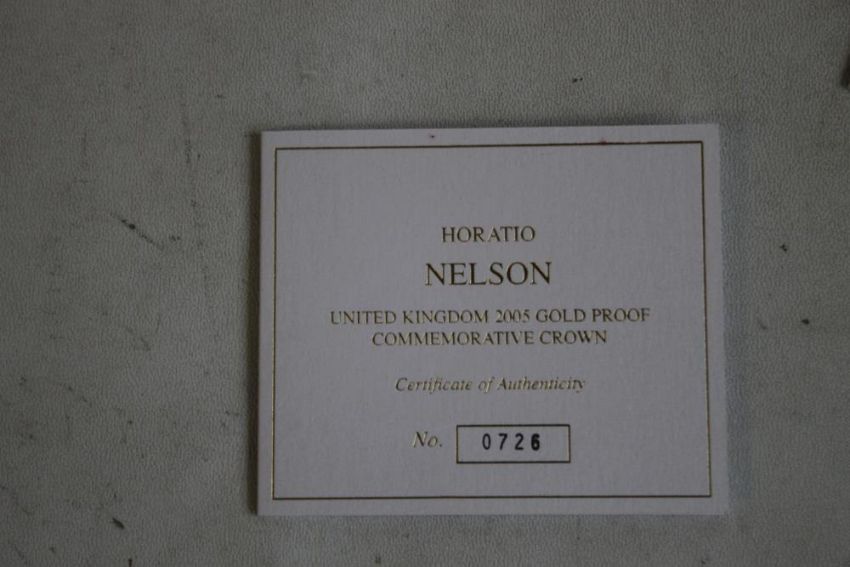 HORATIO
NELSON
UNITED KINGDOM 2005 GOLD PROOF
COMMEMORATIVE CROWN
Certificate of Authenticity
No. 0726